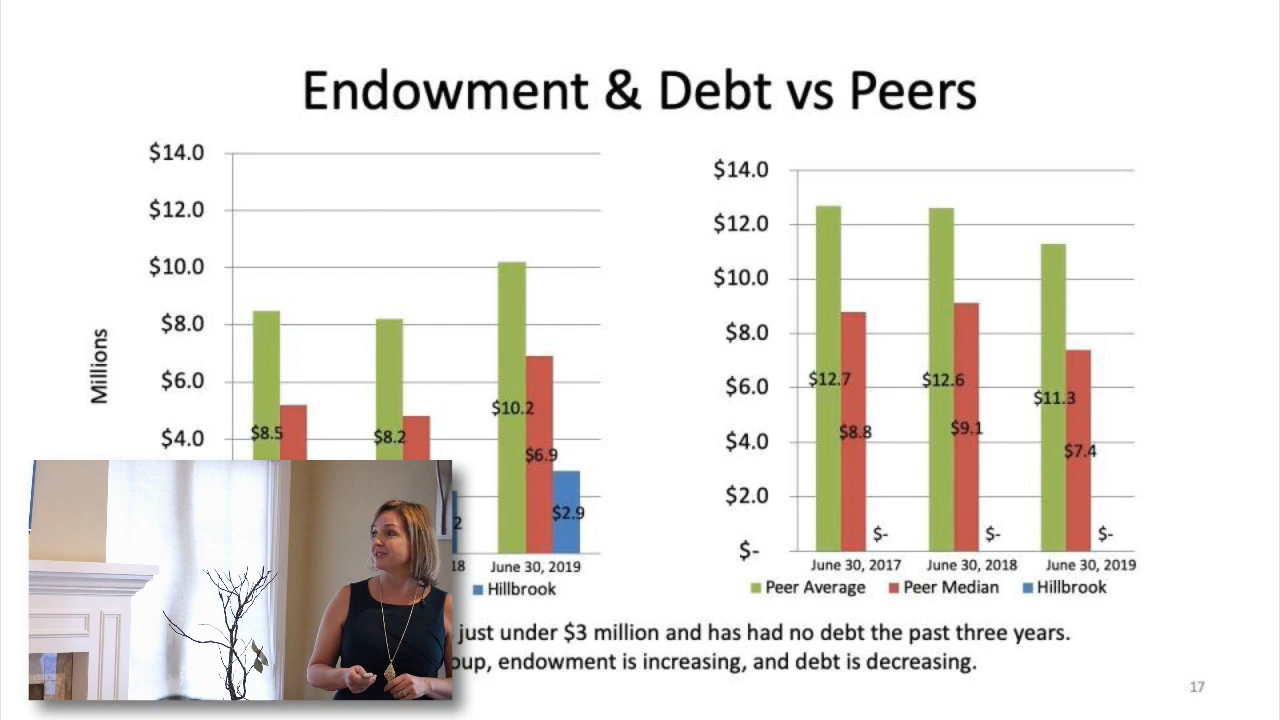 Endowment & Debt vs Peers
Millions
$14.0
$12.0
$10.0
$8.0
$6.0
$4.0
$8.5
$8.2
$10.2
$6.9
$2.9
2
18
June 30, 2019
Hillbrook
$14.0
$12.0
$10.0
$8.0
$6.0
$4.0
$2.0
$-
$12.7
$8.8
$-
$12.6
$9.1
$-
$11.3
$7.4
$-
June 30, 2017
June 30, 2018
June 30, 2019
Peer Average
Peer Median
Hillbrook
just under $3 million and has had no debt the past three years.
oup, endowment is increasing, and debt is decreasing.
17